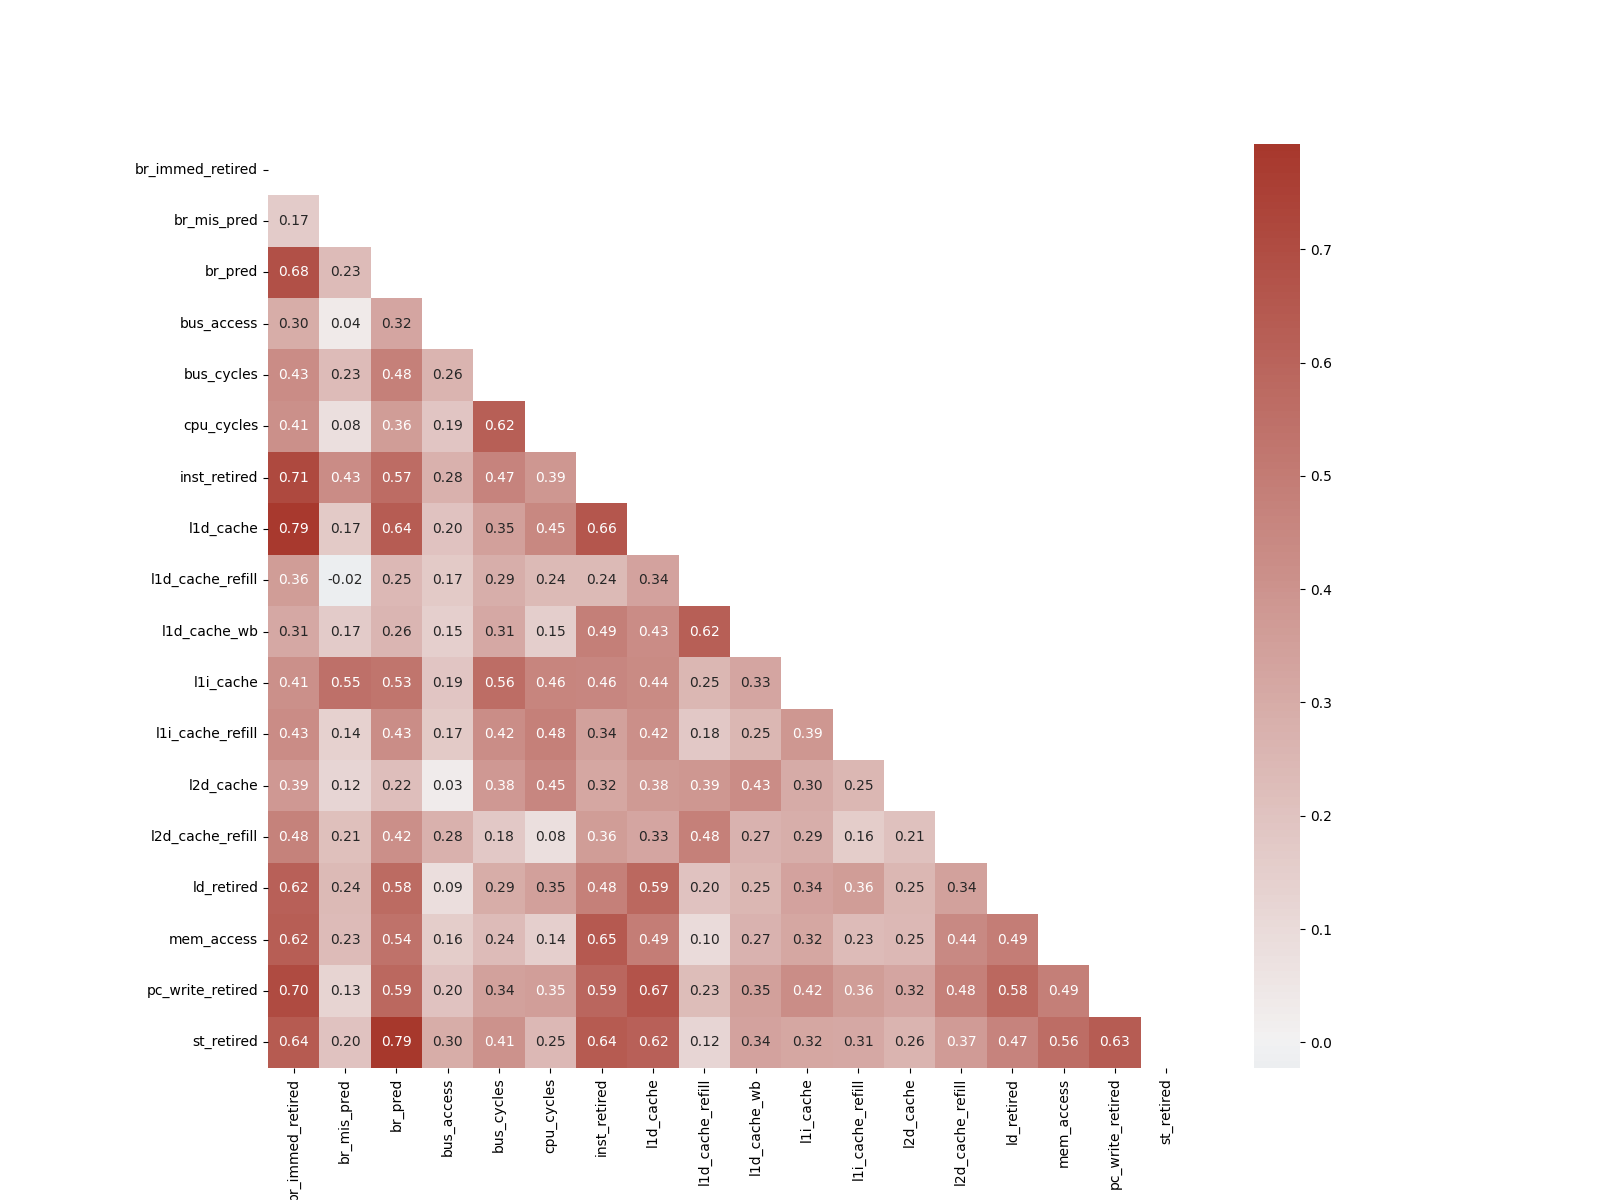 br_immed_retired
br_mis_pred 0.17
br_pred 0.68 0.23
bus_access 0.30 0.04 0.32
bus_cycles 0.43 0.23 0.48 0.26
cpu_cycles 0.41 0.08 0.36 0.19 0.62
inst_retired 0.71 0.43 0.57 0.28 0.47 0.39
l1d_cache 0.79 0.17 0.64 0.20 0.35 0.45 0.66
l1d_cache_refill 0.36 -0.02 0.25 0.17 0.29 0.24 0.24 0.34
l1d_cache_wb 0.31 0.17 0.26 0.15 0.31 0.15 0.49 0.43 0.62
l1i_cache 0.41 0.55 0.53 0.19 0.56 0.46 0.46 0.44 0.25 0.33
l1i_cache_refill 0.43 0.14 0.43 0.17 0.42 0.48 0.34 0.42 0.18 0.25 0.39
l2d_cache 0.39 0.12 0.22 0.03 0.38 0.45 0.32 0.38 0.39 0.43 0.30 0.25
l2d_cache_refill 0.48 0.21 0.42 0.28 0.18 0.08 0.36 0.33 0.48 0.27 0.29 0.16 0.21
ld_retired 0.62 0.24 0.58 0.09 0.29 0.35 0.48 0.59 0.20 0.25 0.34 0.36 0.25 0.34
mem_access 0.62 0.23 0.54 0.16 0.24 0.14 0.65 0.49 0.10 0.27 0.32 0.23 0.25 0.44 0.49
pc_write_retired 0.70 0.13 0.59 0.20 0.34 0.35 0.59 0.67 0.23 0.35 0.42 0.36 0.32 0.48 0.58 0.49
st_retired 0.64 0.20 0.79 0.30 0.41 0.25 0.64 0.62 0.12 0.34 0.32 0.31 0.26 0.37 0.47 0.56 0.63
br_immed_retired
br_mis_pred
br_pred
bus_access
bus_cycles
cpu_cycles
inst_retired
l1d_cache
l1d_cache_refill
l1d_cache_wb
l1i_cache
l1i_cache_refill
l2d_cache
l2d_cache_refill
ld_retired
mem_access
pc_write_retired
st_retired
0.7
0.6
0.5
0.4
0.3
0.2
0.1
0.0